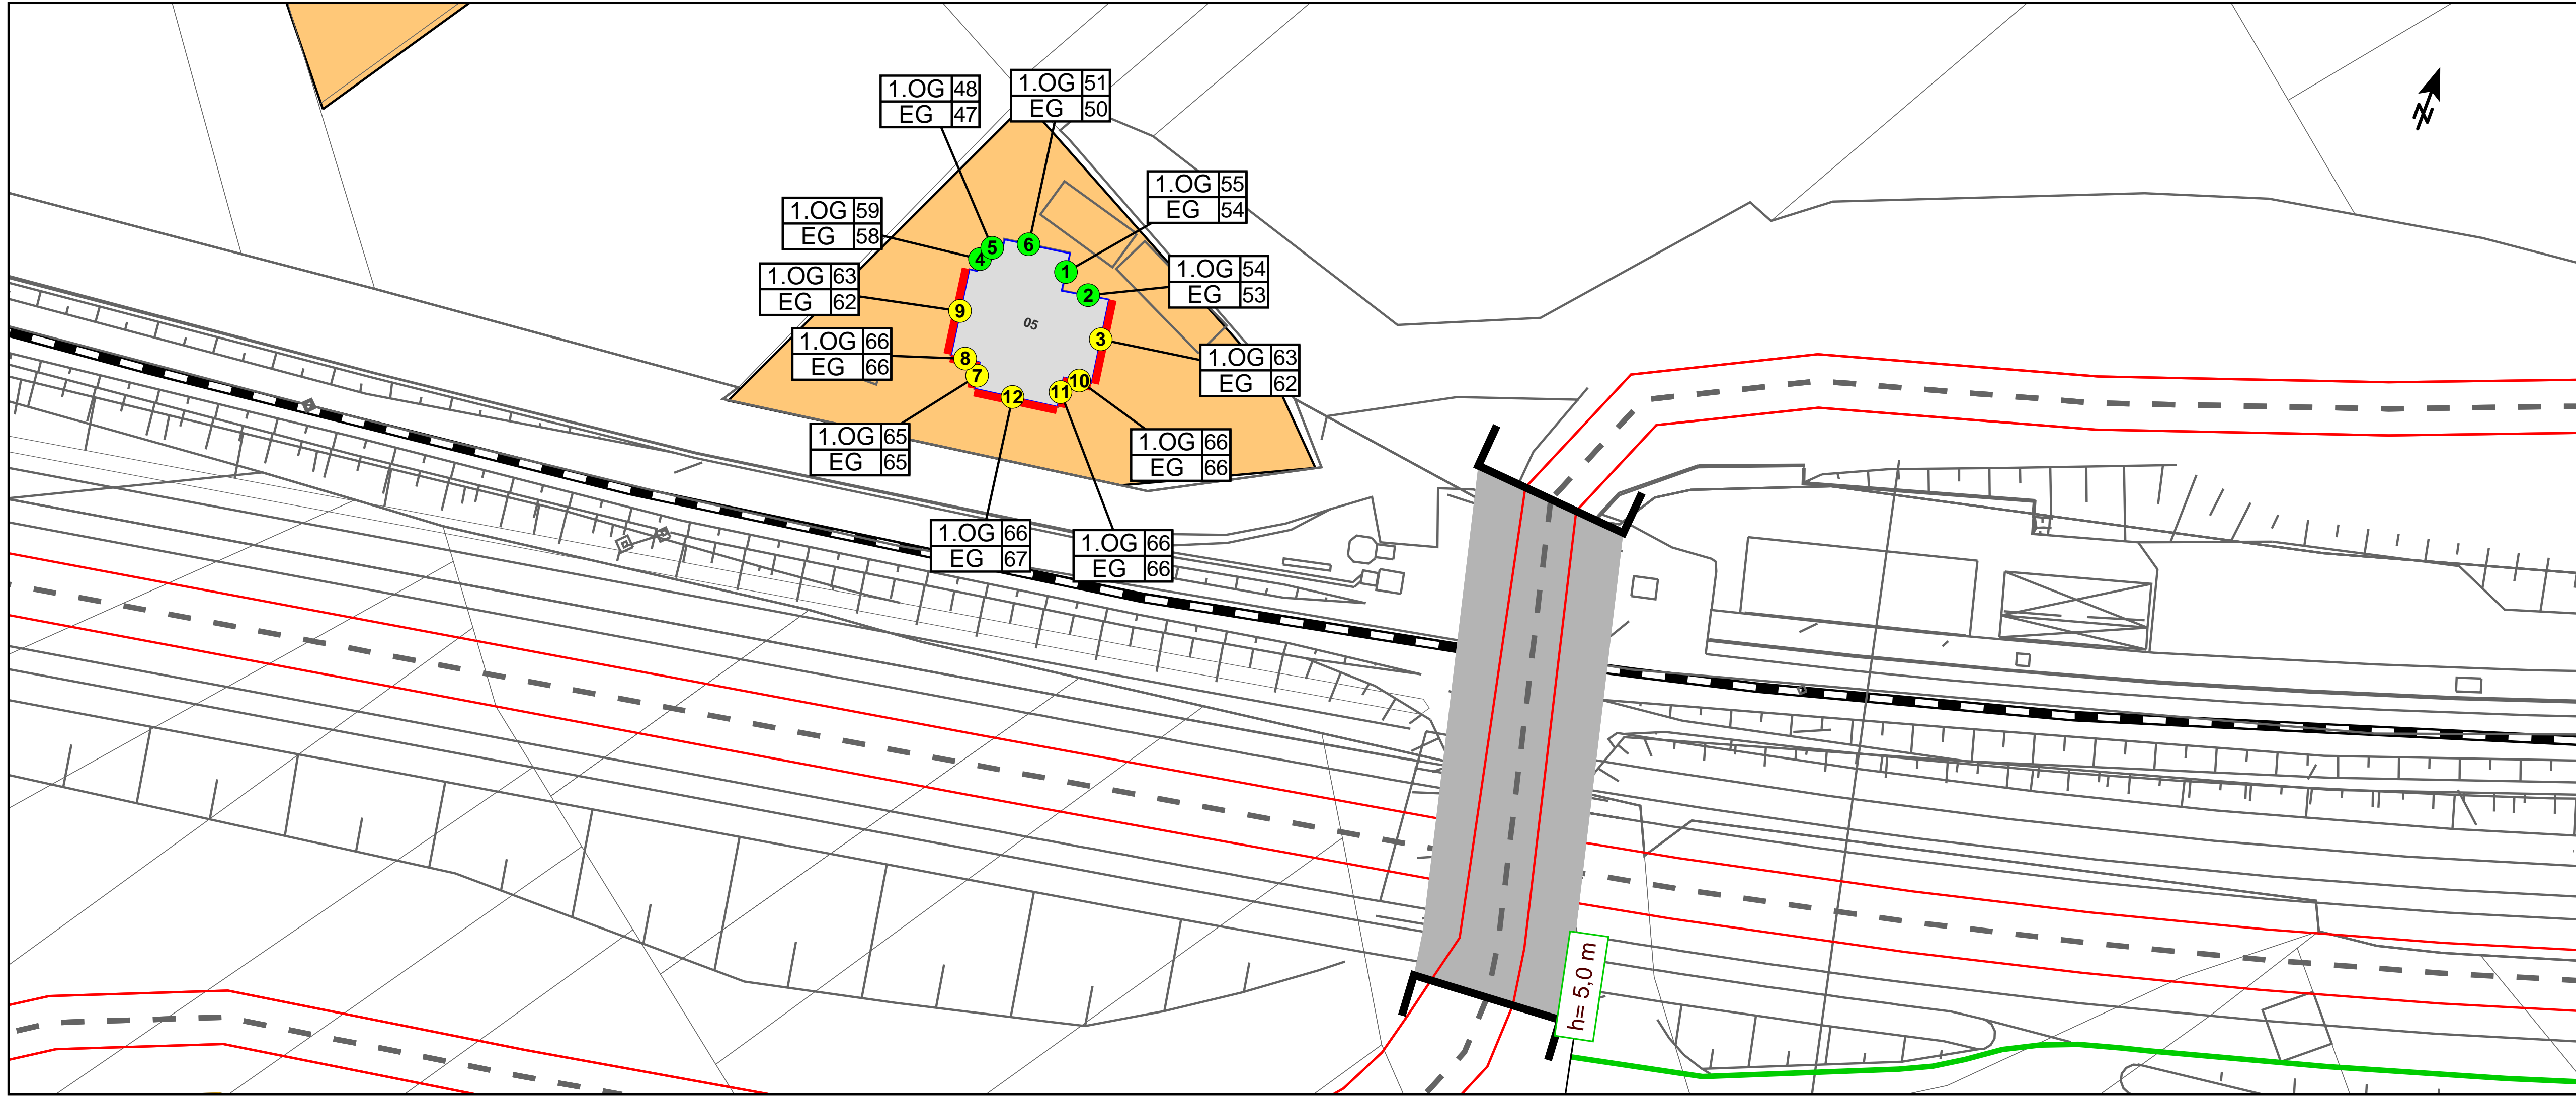 1.OG 48
EG 47
1.OG 51
EG 50
1.OG 55
EG 54
1.OG 59
EG 58
1.OG 54
EG 53
1.OG 63
EG 62
1.OG 66
EG 66
1.OG 63
EG 62
1.OG 65
EG 65
1.OG 66
EG 66
1.OG 66
EG 67
1.OG 66
EG 66
5
6
4
1
2
9
05
3
8
7
10
11
12
N
h= 5,0 m